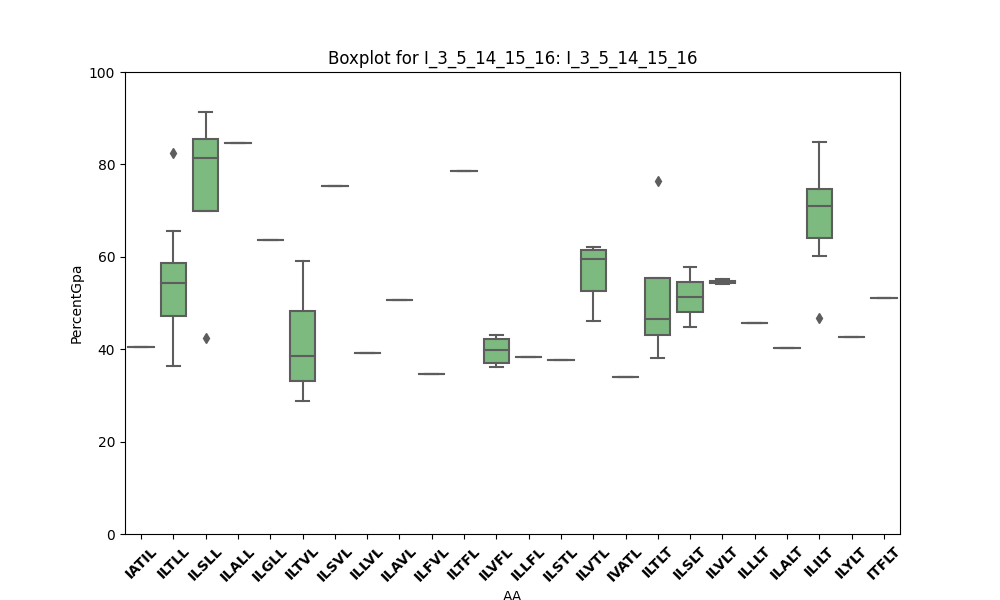 Boxplot for I_3_5_14_15_16: I_3_5_14_15_16
100
80
60
40
20
0
PercentGpa
IATIL ILTLL ILSLL ILALL ILGLL ILTVL ILSVL ILLVL ILAVL ILFVL ILTFL ILVFL ILLFL ILSTL ILVTL IVATL ILTLT ILSLT ILVLT ILLLT ILALT ILILT ILYLT ITFLT
AA